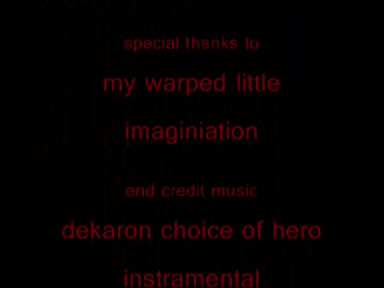 special thanks to
my warped little
imaginiation
end credit music
dekaron choice of hero
instramental